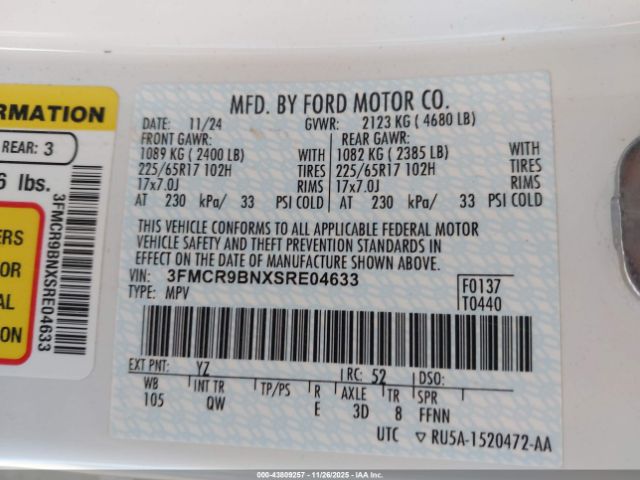 ORMATION
REAR: 3
6 lbs.
ERS
OR
AL
ION
3FMCR9BNXSRE04633
MFD. BY FORD MOTOR CO.
DATE: 11/24 GVWR: 2123 KG ( 4680 LB)
FRONT GAWR: REAR GAWR:
1089 KG ( 2400 LB) WITH 1082 KG ( 2385 LB) WITH
225/65R17 102H TIRES 225/65R17 102H TIRES
17x7.0J RIMS 17x7.0J RIMS
AT 230 kPa/ 33 PSI COLD AT 230 kPa/ 33 PSI COLD
THIS VEHICLE CONFORMS TO ALL APPLICABLE FEDERAL MOTOR
VEHICLE SAFETY AND THEFT PREVENTION STANDARDS IN
EFFECT ON THE DATE OF MANUFACTURE SHOWN ABOVE.
VIN: 3FMCR9BNXSRE04633
TYPE: MPV
F0137
T0440
EXT PNT: YZ RC: 52 DSO:
WB INT TR TP/PS R AXLE TR SPR
105 QW E 3D 8 FFNN
UTC ▽ RU5A-1520472-AA
000-43809257 - 11/26/2025 - IAAI Branch